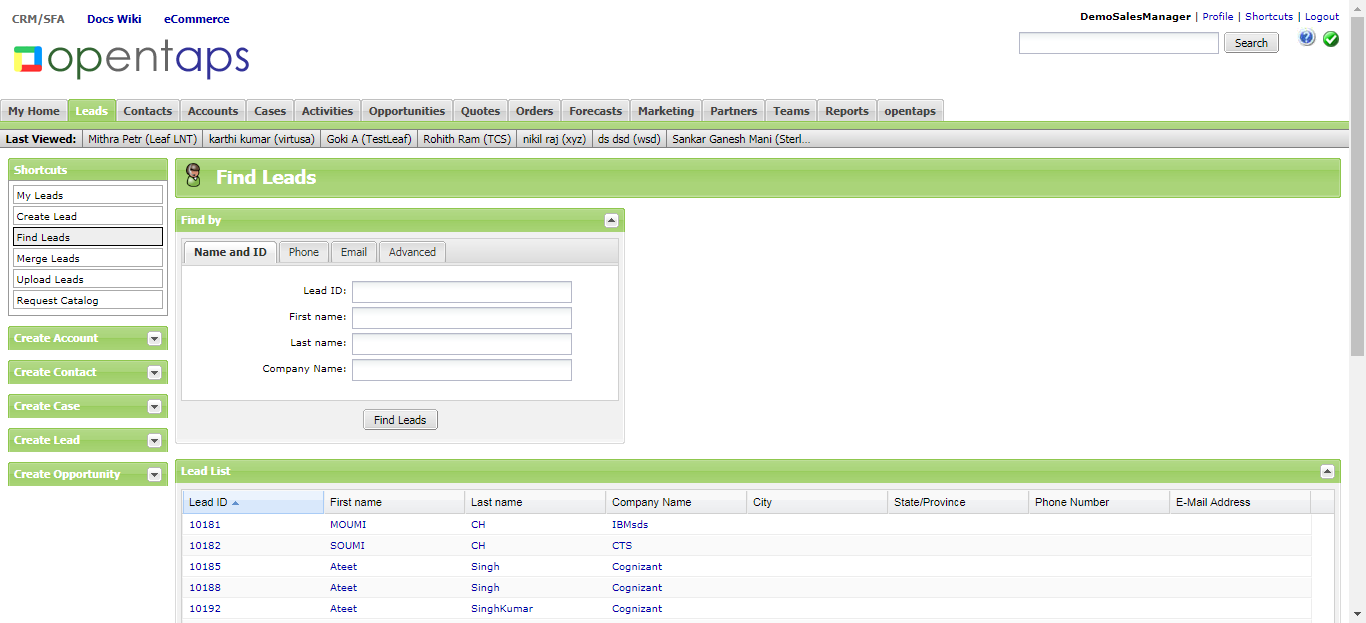 CRM/SFA Docs Wiki eCommerce
DemoSalesManager | Profile | Shortcuts | Logout
opentaps
Search
My Home Leads Contacts Accounts Cases Activities Opportunities Quotes Orders Forecasts Marketing Partners Teams Reports opentaps
Last Viewed: Mithra Petr (Leaf LNT) karthi kumar (virtusa) Goki A (TestLeaf) Rohith Ram (TCS) nikil raj (xyz) ds dsd (wsd) Sankar Ganesh Mani (Sterl...
Shortcuts
My Leads
Create Lead
Find Leads
Merge Leads
Upload Leads
Request Catalog
Create Account
Create Contact
Create Case
Create Lead
Create Opportunity
Find Leads
Find by
Name and ID Phone Email Advanced
Lead ID:
First name:
Last name:
Company Name:
Find Leads
Lead List
Lead ID First name Last name Company Name City State/Province Phone Number E-Mail Address
10181 MOUMI CH IBMsds
10182 SOUMI CH CTS
10185 Ateet Singh Cognizant
10188 Ateet Singh Cognizant
10192 Ateet SinghKumar Cognizant